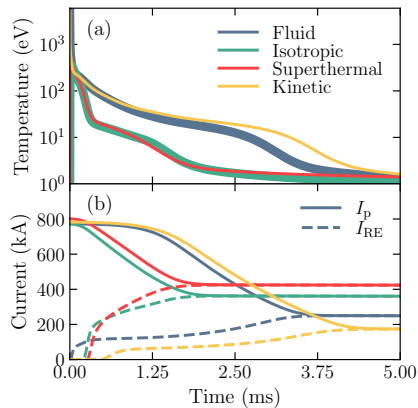 (a)
Fluid
Isotropic
Superthermal
Kinetic
Temperature (eV)
10³
10²
10¹
10⁰
(b)
I_p
I_RE
Current (kA)
800
600
400
200
0
0.00 1.25 2.50 3.75 5.00
Time (ms)